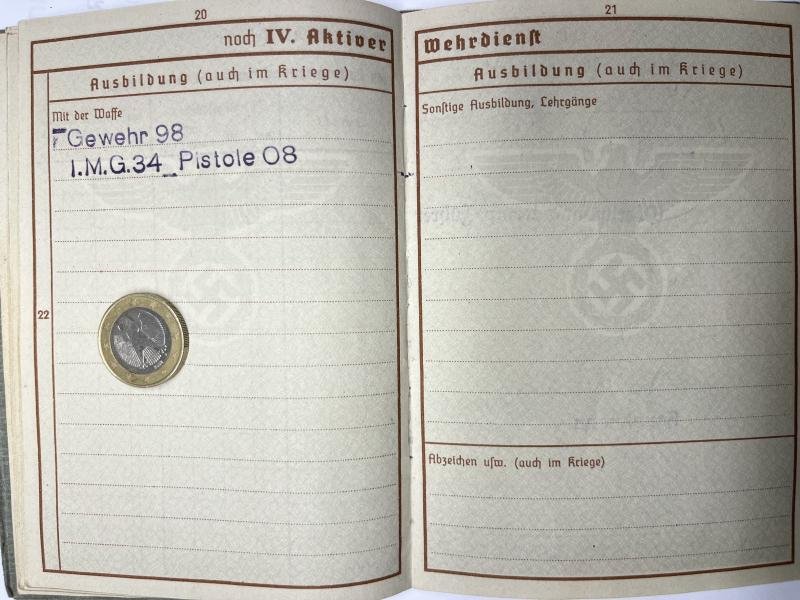 20
noch IV. Aktiver
Ausbildung (auch im Kriege)
Mit der Waffe
Gewehr 98
l.M.G.34 Pistole 08
22
21
Wehrdienst
Ausbildung (auch im Kriege)
Sonstige Ausbildung, Lehrgänge
Abzeichen usw. (auch im Kriege)